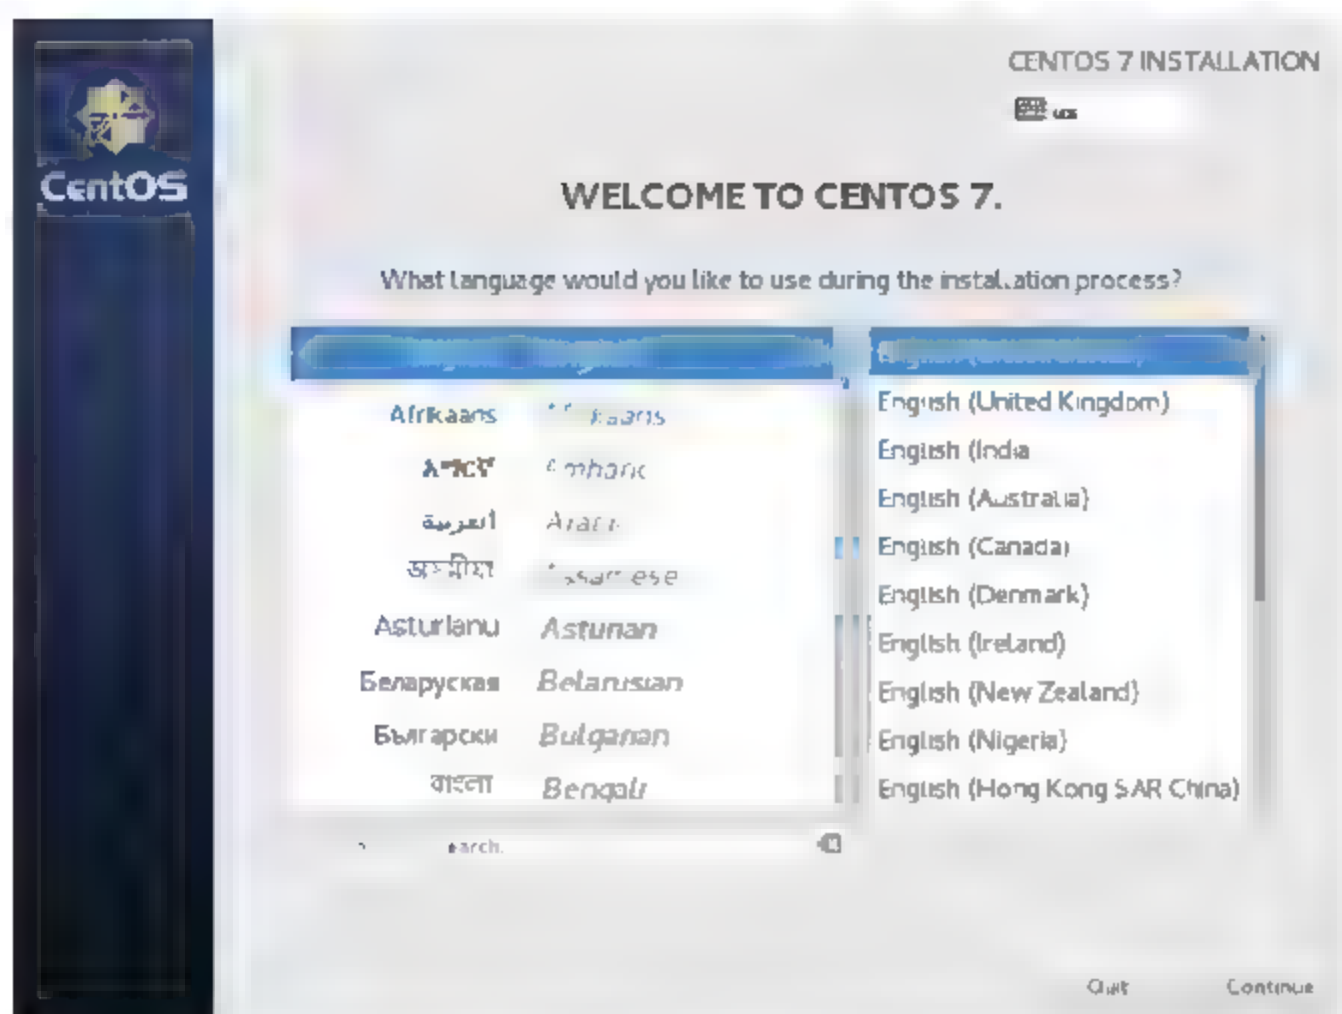 CentOS
CENTOS 7 INSTALLATION
us
WELCOME TO CENTOS 7.
What language would you like to use during the installation process?
Afrikaans
አማርኛ
العربية
অসমীয়া
Asturianu Asturian
Беларуская Belarusian
Български Bulgarian
বাংলা Bengali
English (United Kingdom)
English (India
English (Australia)
English (Canada)
English (Denmark)
English (Ireland)
English (New Zealand)
English (Nigeria)
English (Hong Kong SAR China)
Quit
Continue